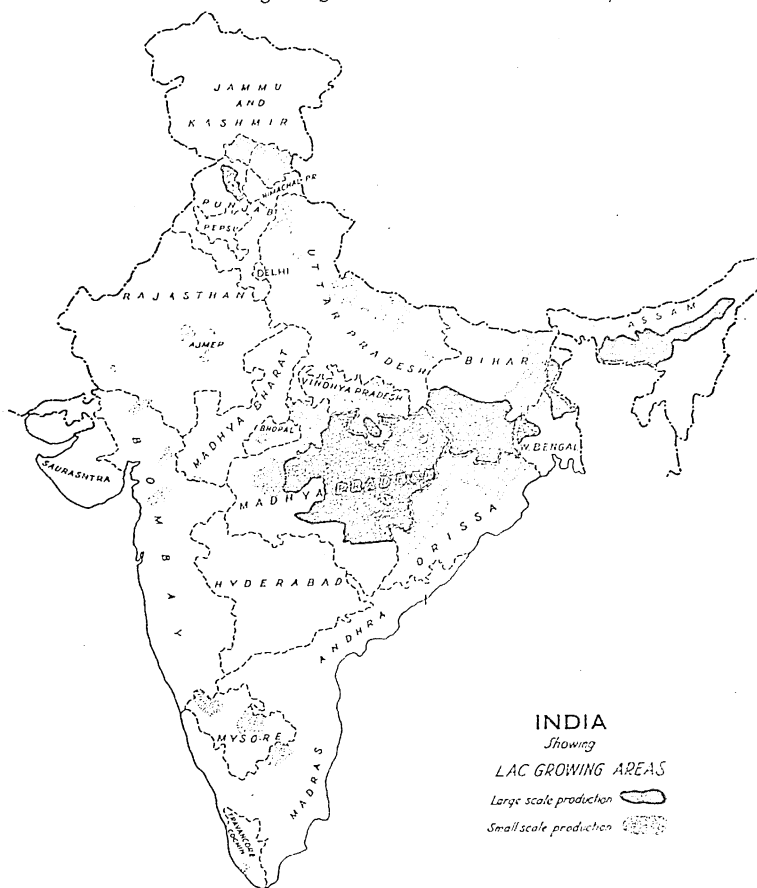 JAMMU
AND
KASHMIR
HIMACHAL PR
PUNJAB
PEPSU
DELHI
UTTAR PRADESH
RAJASTHAN
AJMER
ASSAM
BIHAR
VINDHYA PRADESH
MADHYA BHARAT
BHOPAL
W. BENGAL
SAURASHTRA
BOMBAY
MADHYA PRADESH
ORISSA
HYDERABAD
ANDHRA
MYSORE
MADRAS
TRAVANCORE
COCHIN
INDIA
Showing
LAC GROWING AREAS
Large scale production
Small scale production